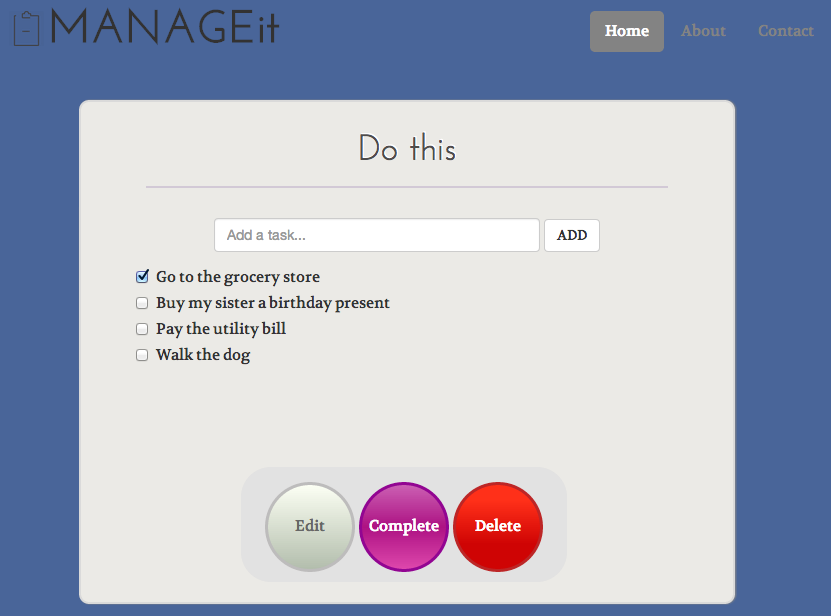 MANAGEit
Home About Contact
Do this
Add a task...
ADD
Go to the grocery store
Buy my sister a birthday present
Pay the utility bill
Walk the dog
Edit Complete Delete